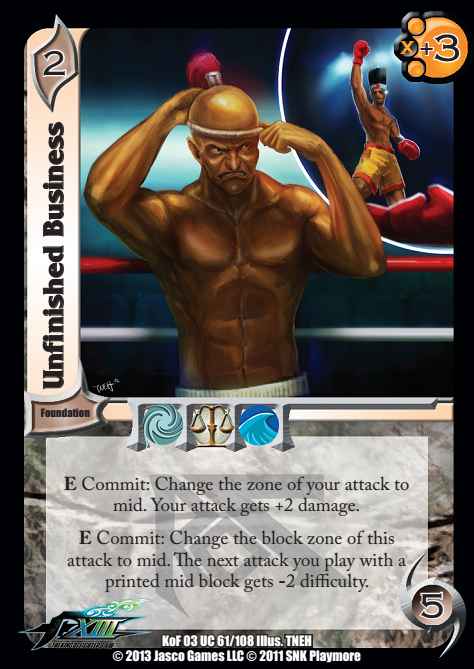 2
X +3
Unfinished Business
Foundation
E Commit: Change the zone of your attack to
mid. Your attack gets +2 damage.
E Commit: Change the block zone of this
attack to mid. The next attack you play with a
printed mid block gets -2 difficulty.
5
XIII
KoF 03 UC 61/108 Illus. TNEH
© 2013 Jasco Games LLC © 2011 SNK Playmore